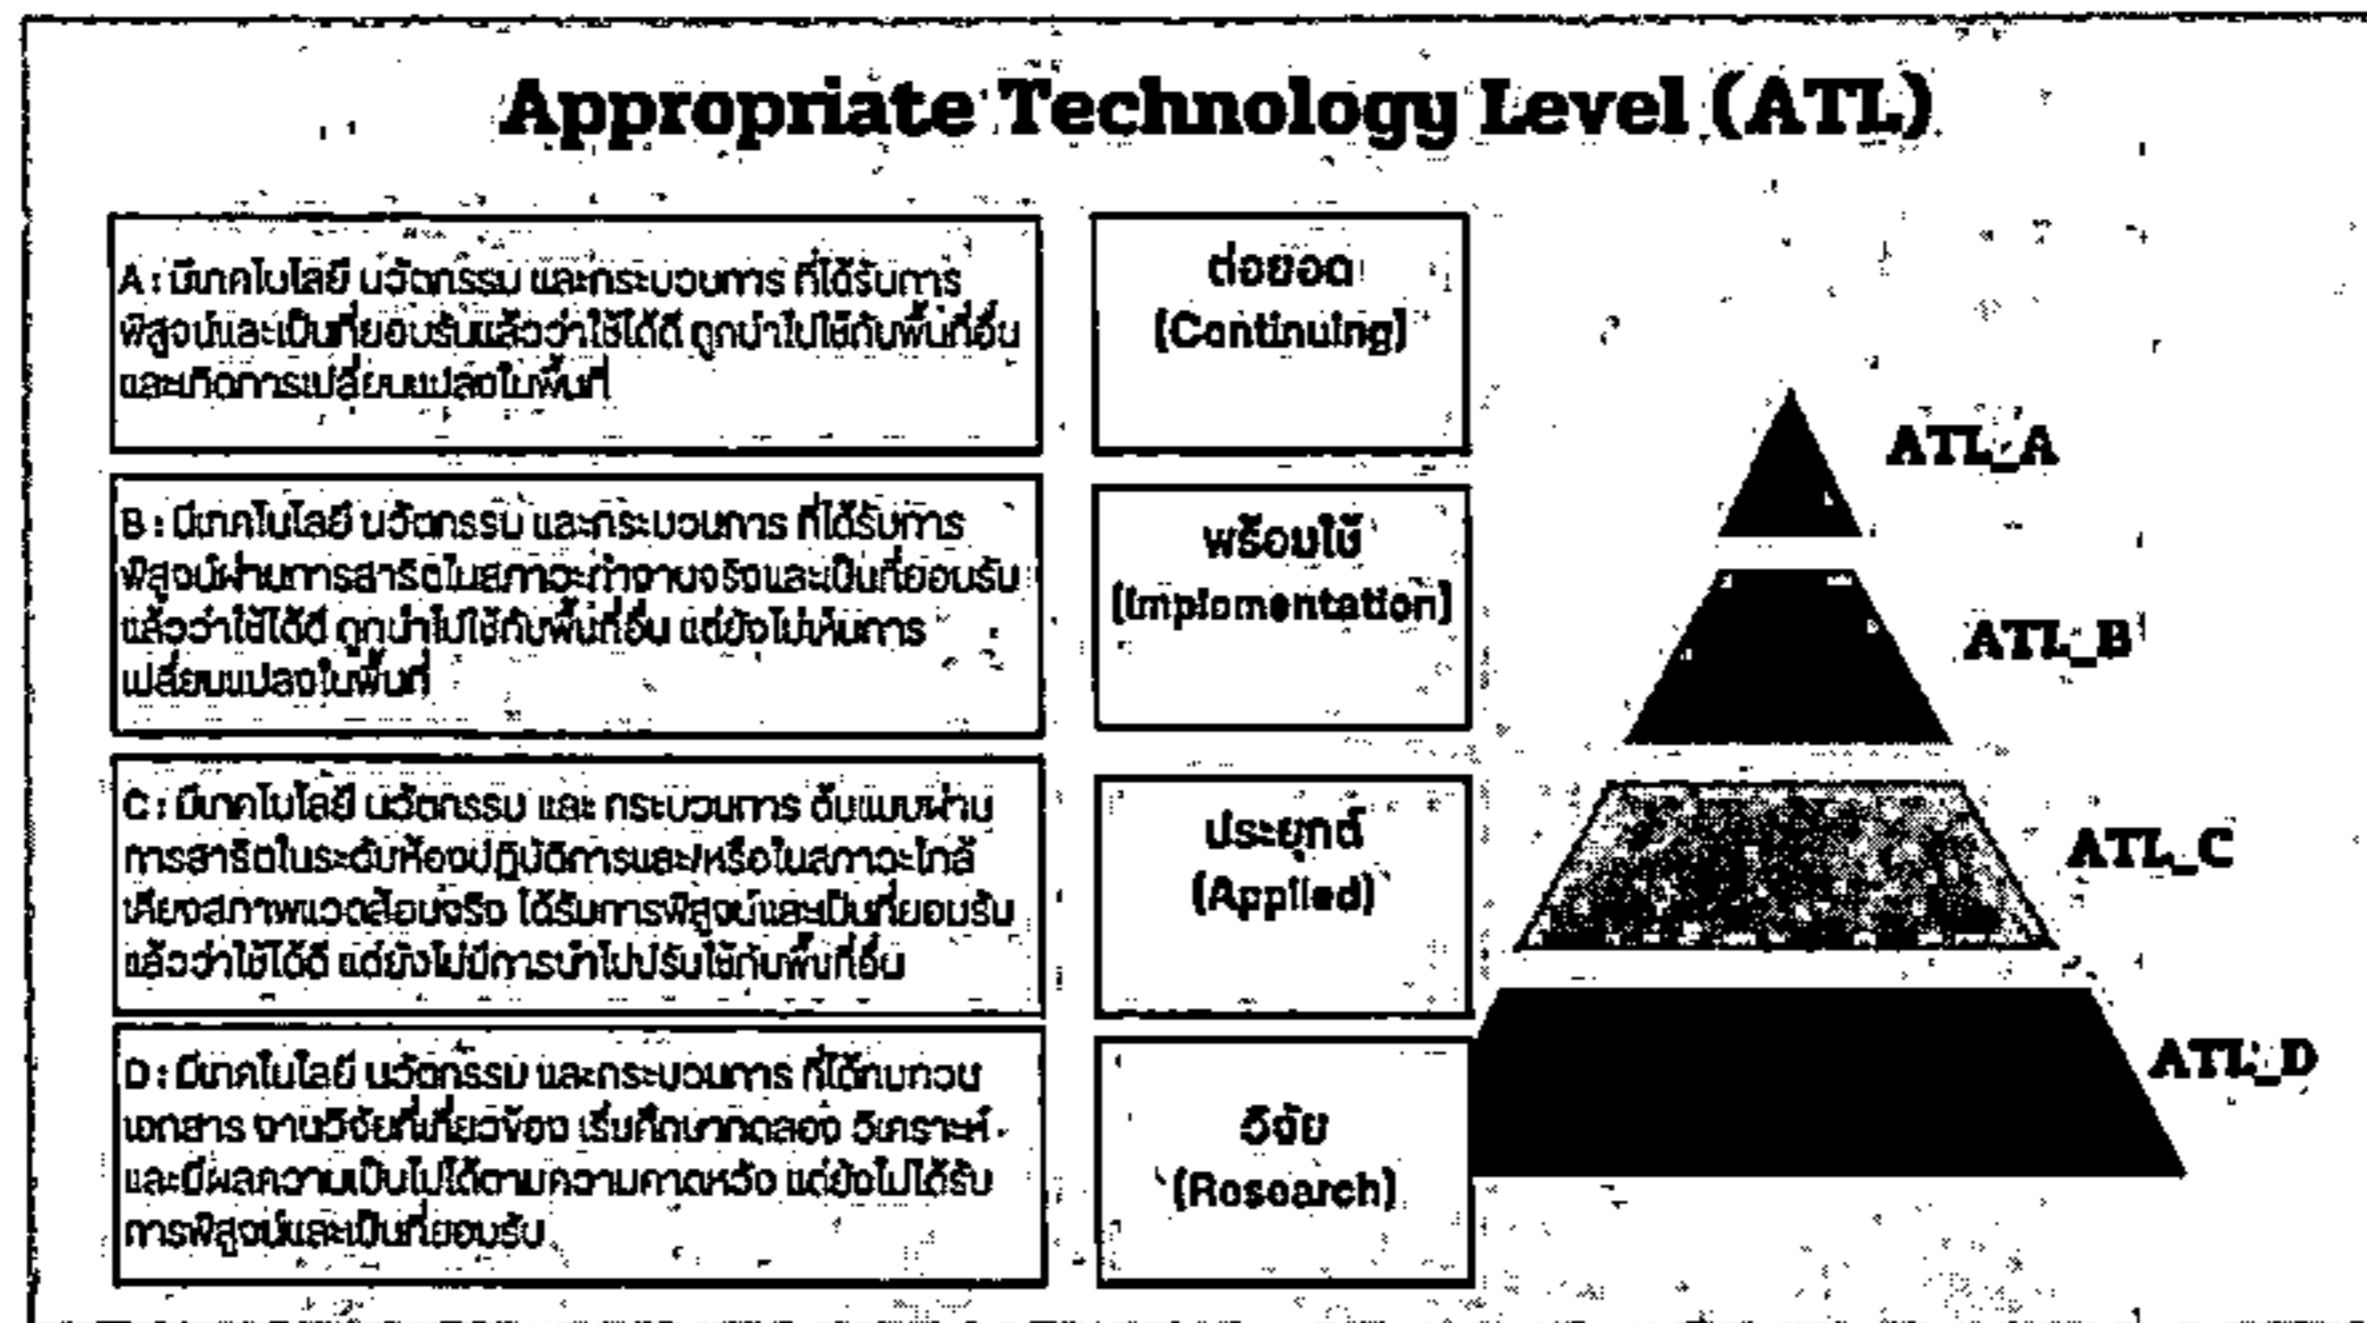 Appropriate Technology Level (ATL)
A : มีเทคโนโลยี นวัตกรรม และกระบวนการ ที่ได้รับการ
พิสูจน์และเป็นที่ยอมรับแล้วว่าใช้ได้ดี ถูกนำไปใช้กับพื้นที่อื่น
และเกิดการเปลี่ยนแปลงในพื้นที่
ต่อยอด
(Continuing)
ATL_A
B : มีเทคโนโลยี นวัตกรรม และกระบวนการ ที่ได้รับการ
พิสูจน์ผ่านการสาธิตในสภาวะทำงานจริงและเป็นที่ยอมรับ
แล้วว่าใช้ได้ดี ถูกนำไปใช้กับพื้นที่อื่น แต่ยังไม่เห็นการ
เปลี่ยนแปลงในพื้นที่
พร้อมใช้
(Implementation)
ATL_B
C : มีเทคโนโลยี นวัตกรรม และ กระบวนการ ต้นแบบผ่าน
การสาธิตในระดับห้องปฏิบัติการและ/หรือในสภาวะใกล้
เคียงสภาพแวดล้อมจริง ได้รับการพิสูจน์และเป็นที่ยอมรับ
แล้วว่าใช้ได้ดี แต่ยังไม่มีการนำไปปรับใช้กับพื้นที่อื่น
ประยุกต์
(Applied)
ATL_C
D : มีเทคโนโลยี นวัตกรรม และกระบวนการ ที่ได้ทบทวน
เอกสาร งานวิจัยที่เกี่ยวข้อง เริ่มศึกษาทดลอง วิเคราะห์
และมีผลความเป็นไปได้ตามความคาดหวัง แต่ยังไม่ได้รับ
การพิสูจน์และเป็นที่ยอมรับ
วิจัย
(Research)
ATL_D